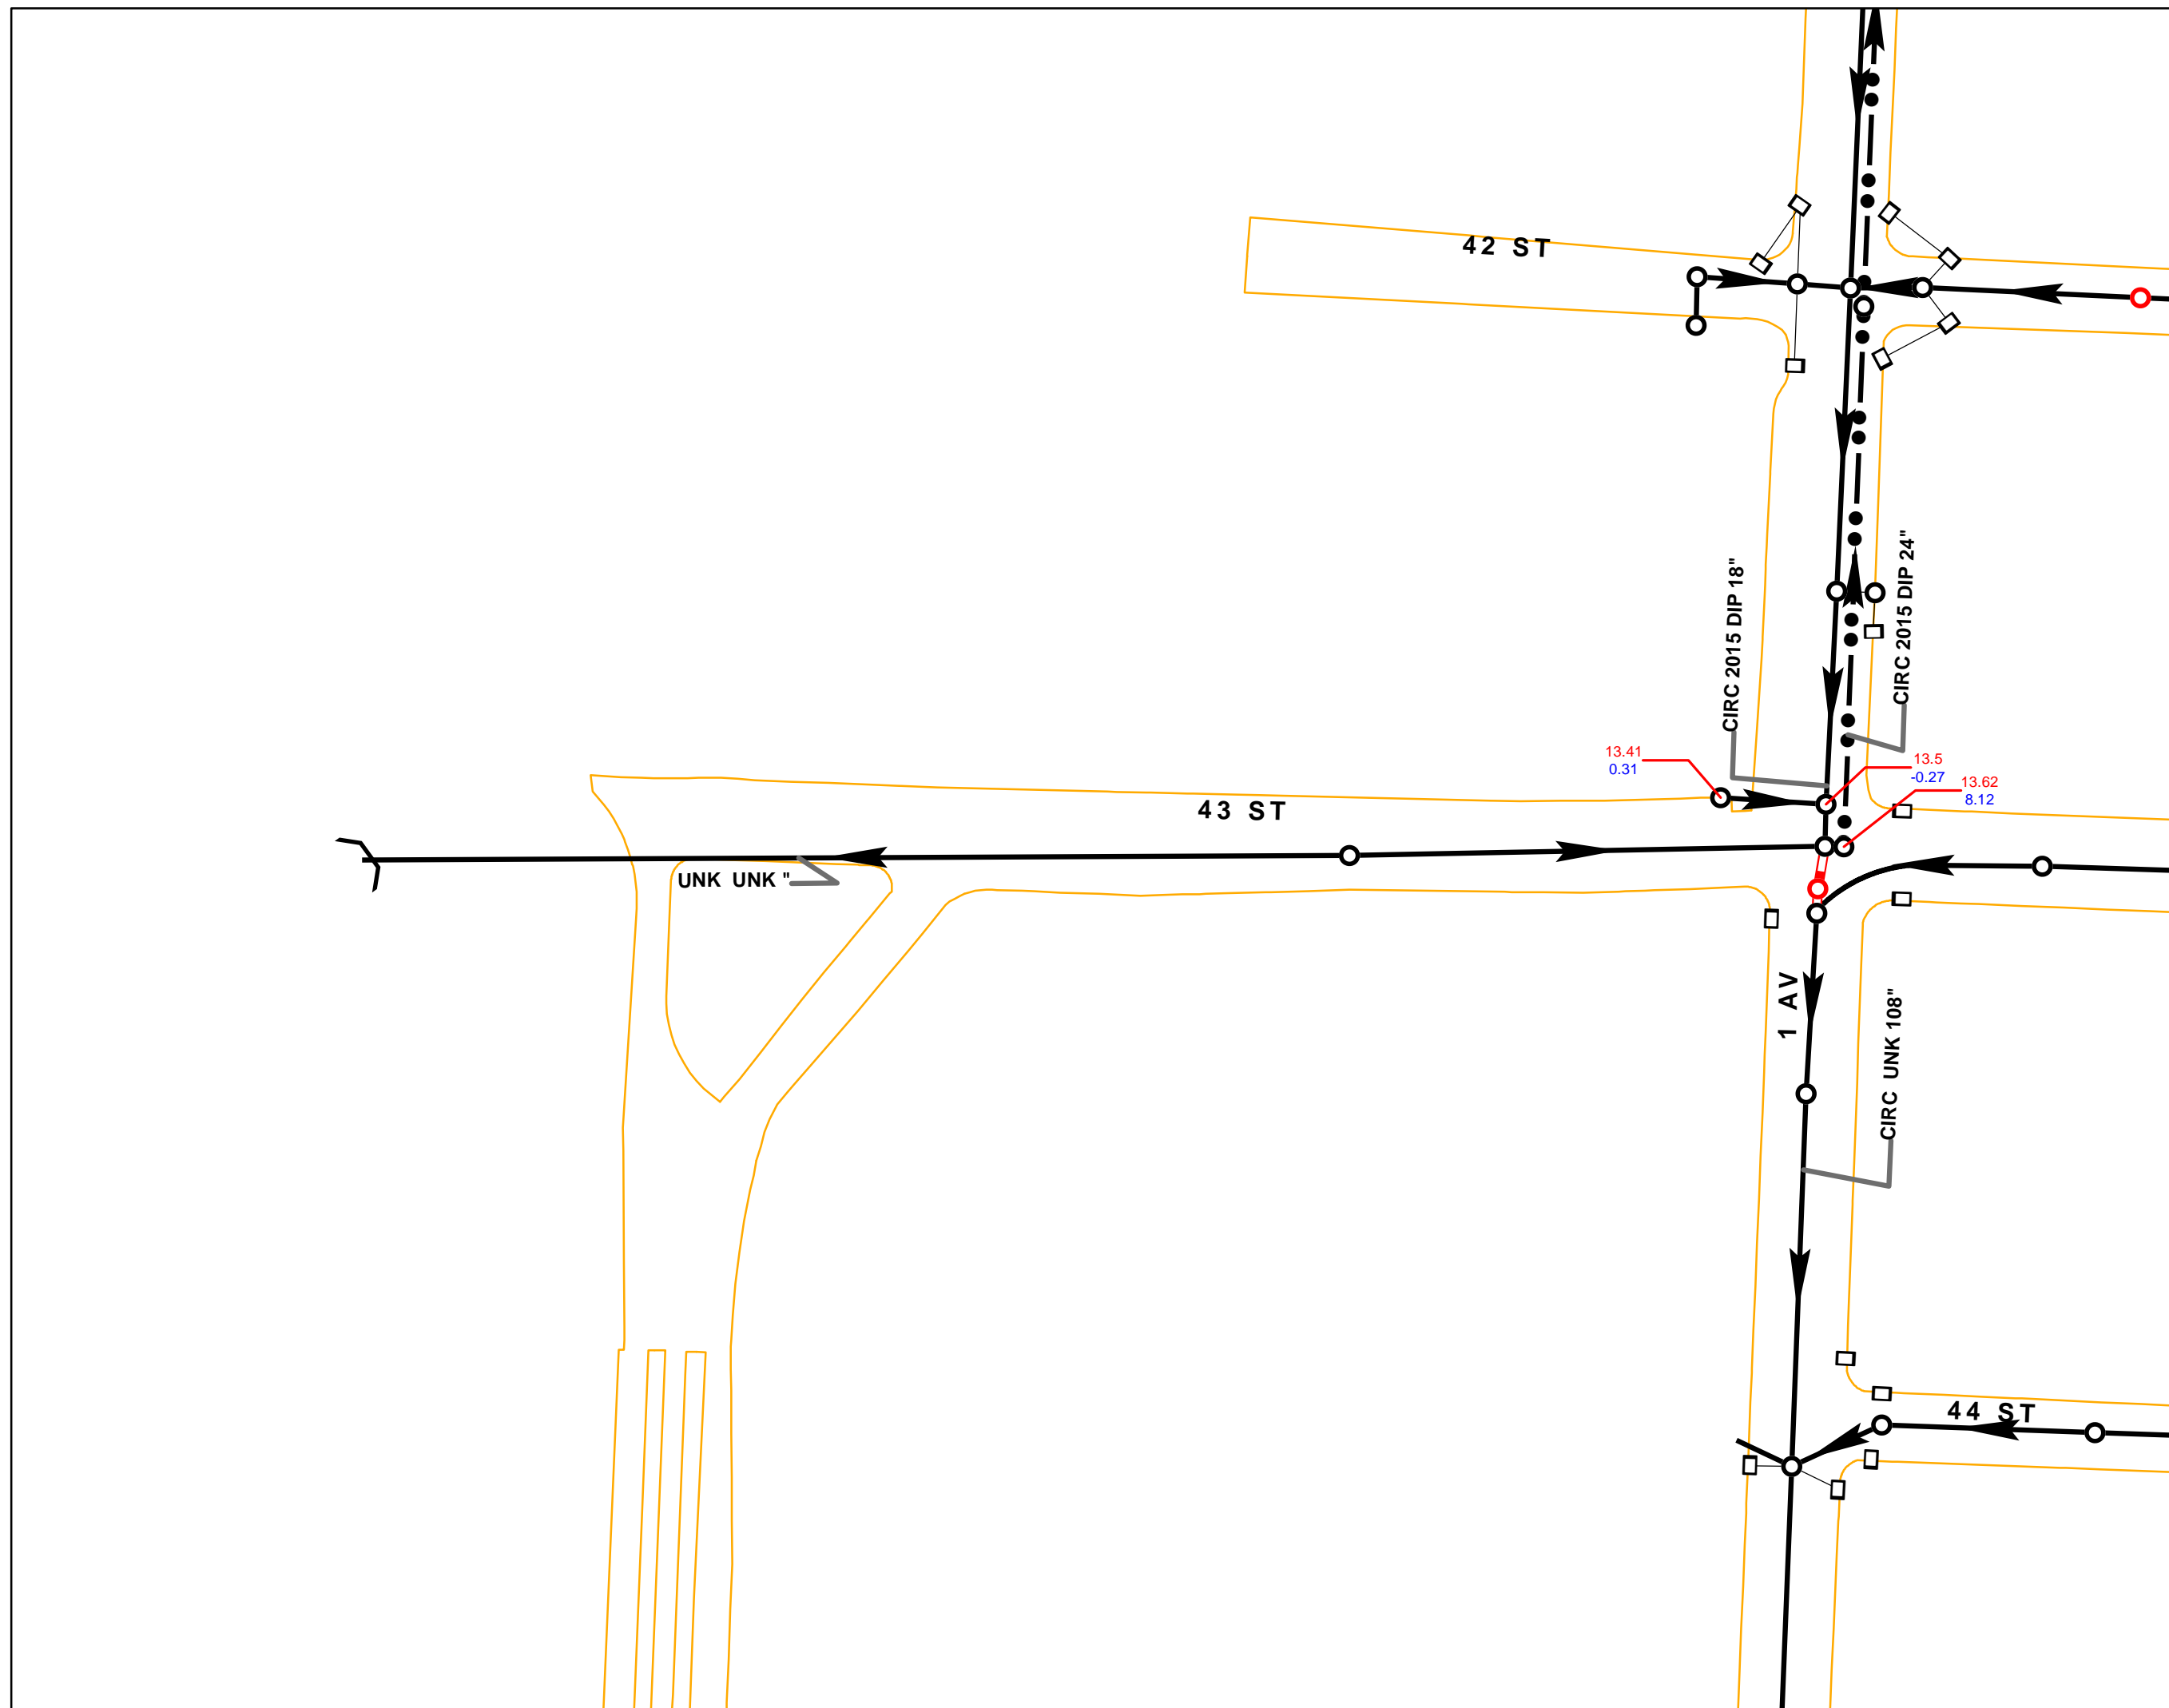 42 ST
CIRC 2015 DIP 18"
CIRC 2015 DIP 24"
13.41
0.31
13.5
-0.27
13.62
8.12
43 ST
UNK UNK "
1 AV
CIRC UNK 108"
44 ST